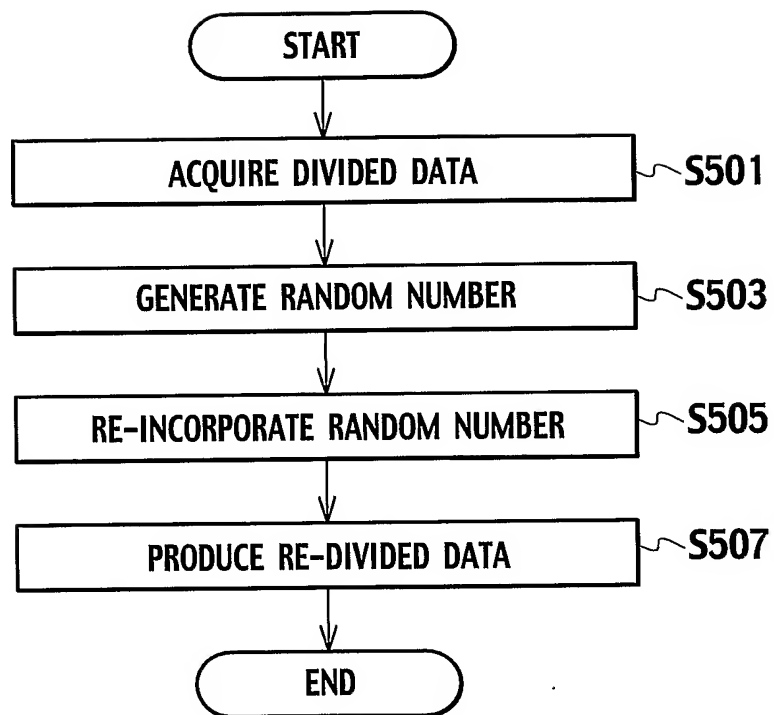 START
ACQUIRE DIVIDED DATA
S501
GENERATE RANDOM NUMBER
S503
RE-INCORPORATE RANDOM NUMBER
S505
PRODUCE RE-DIVIDED DATA
S507
END